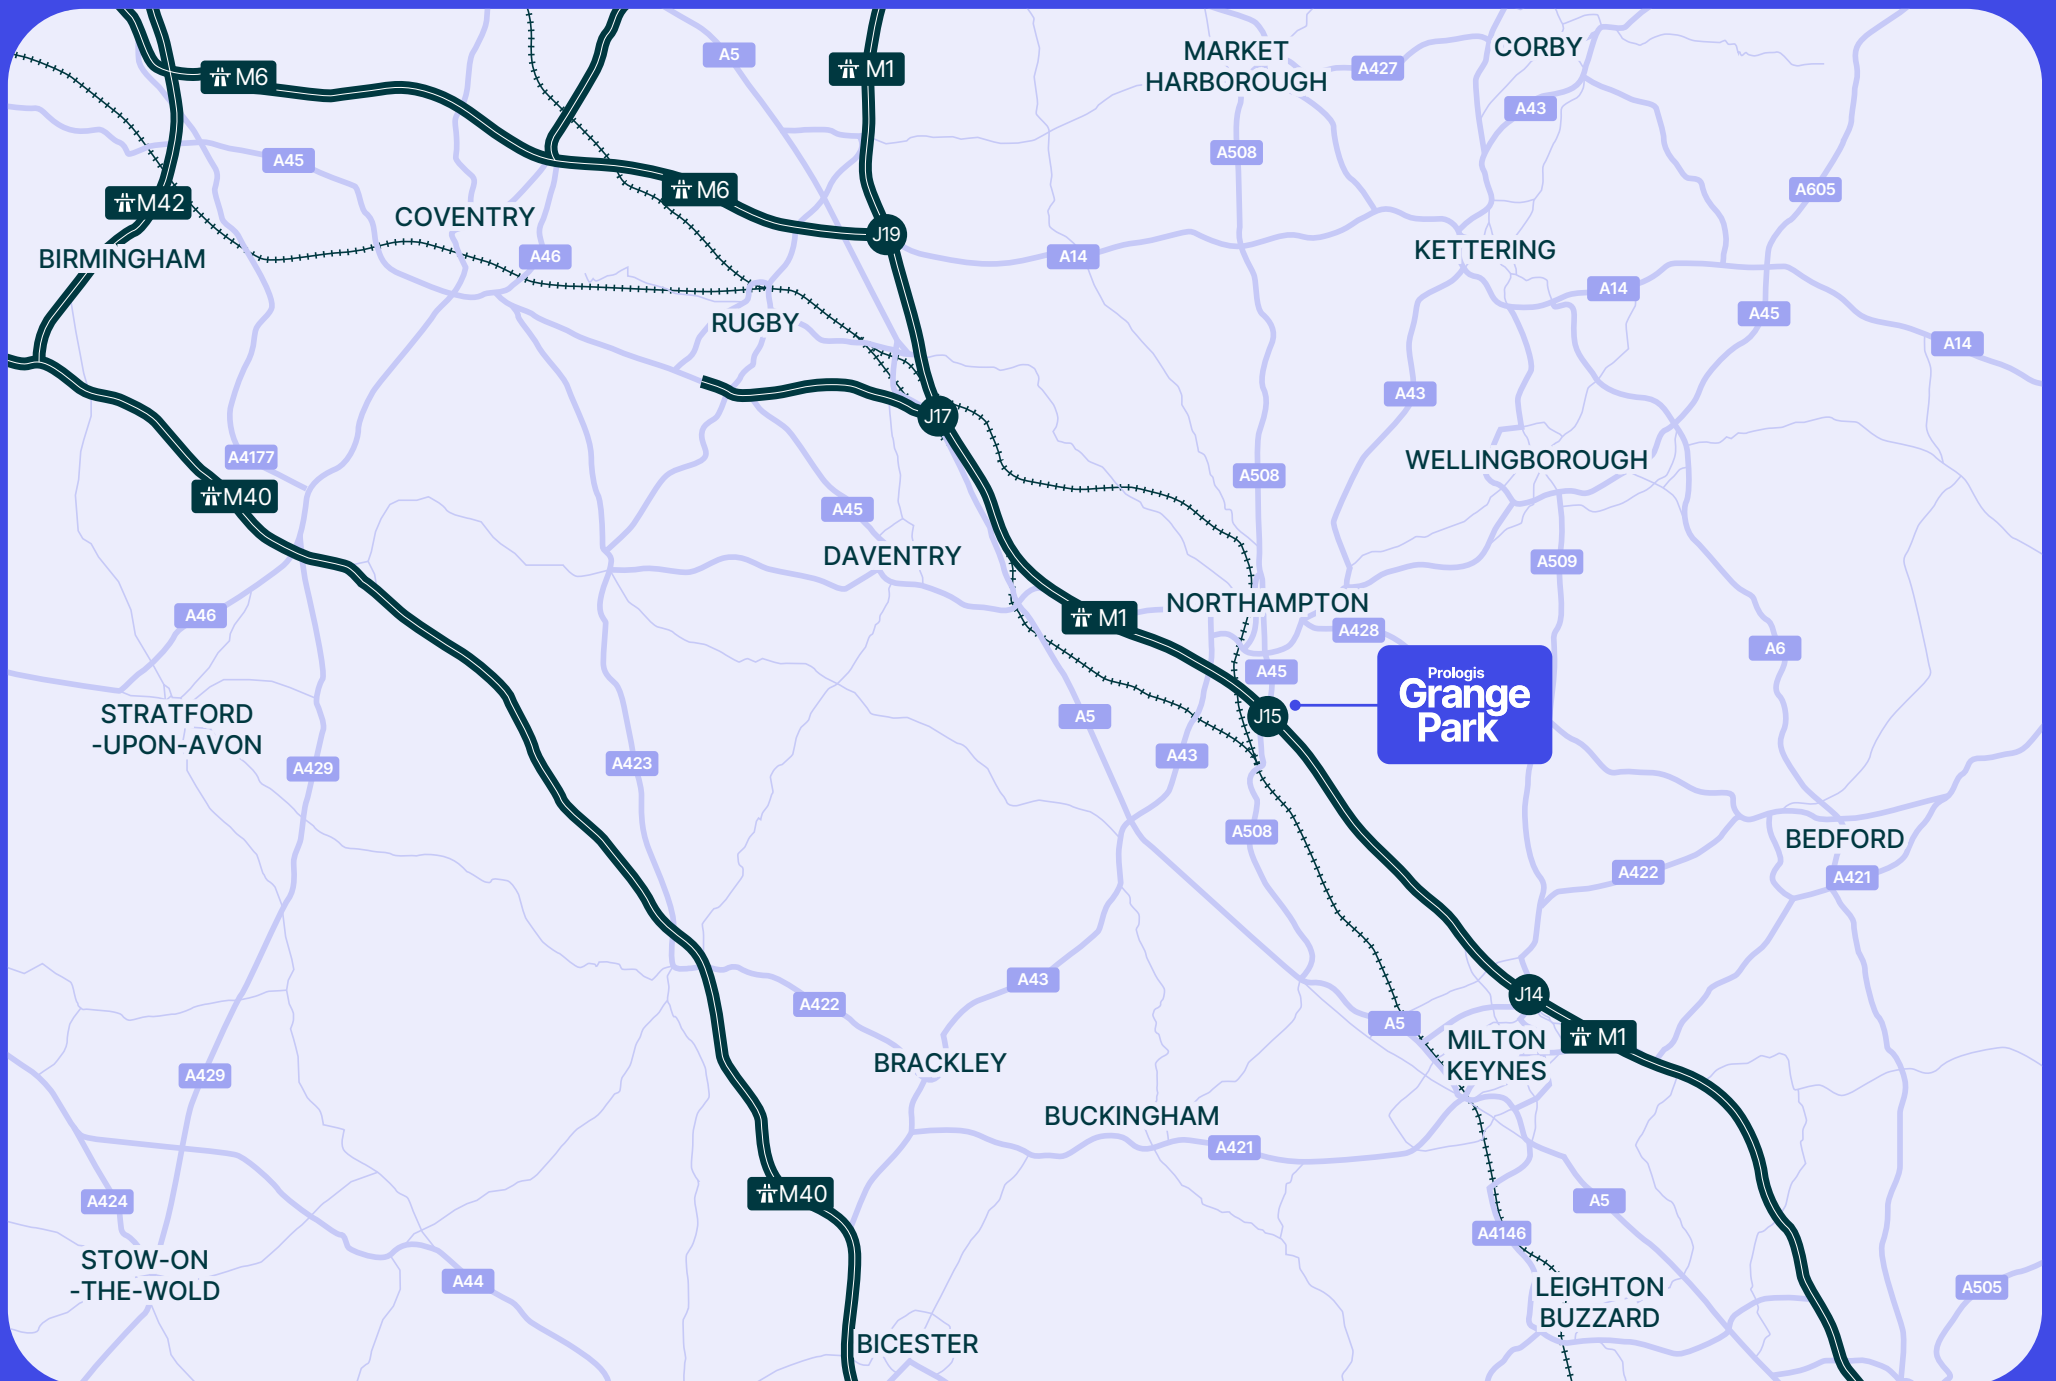 A5
M1
MARKET
HARBOROUGH
A427
CORBY
M6
A43
A45
A508
M6
A605
M42
COVENTRY
J19
BIRMINGHAM
A46
A14
KETTERING
A14
RUGBY
A45
A14
A43
J17
A4177
WELLINGBOROUGH
M40
A508
A45
DAVENTRY
A509
A46
M1
NORTHAMPTON
A428
A6
A45
Prologis
Grange
Park
STRATFORD
-UPON-AVON
A5
J15
A43
A429
A423
A508
BEDFORD
A422
A421
A43
A422
J14
A5
MILTON
KEYNES
M1
BRACKLEY
A429
BUCKINGHAM
A421
M40
A424
A5
A4146
STOW-ON
-THE-WOLD
A44
LEIGHTON
BUZZARD
A505
BICESTER